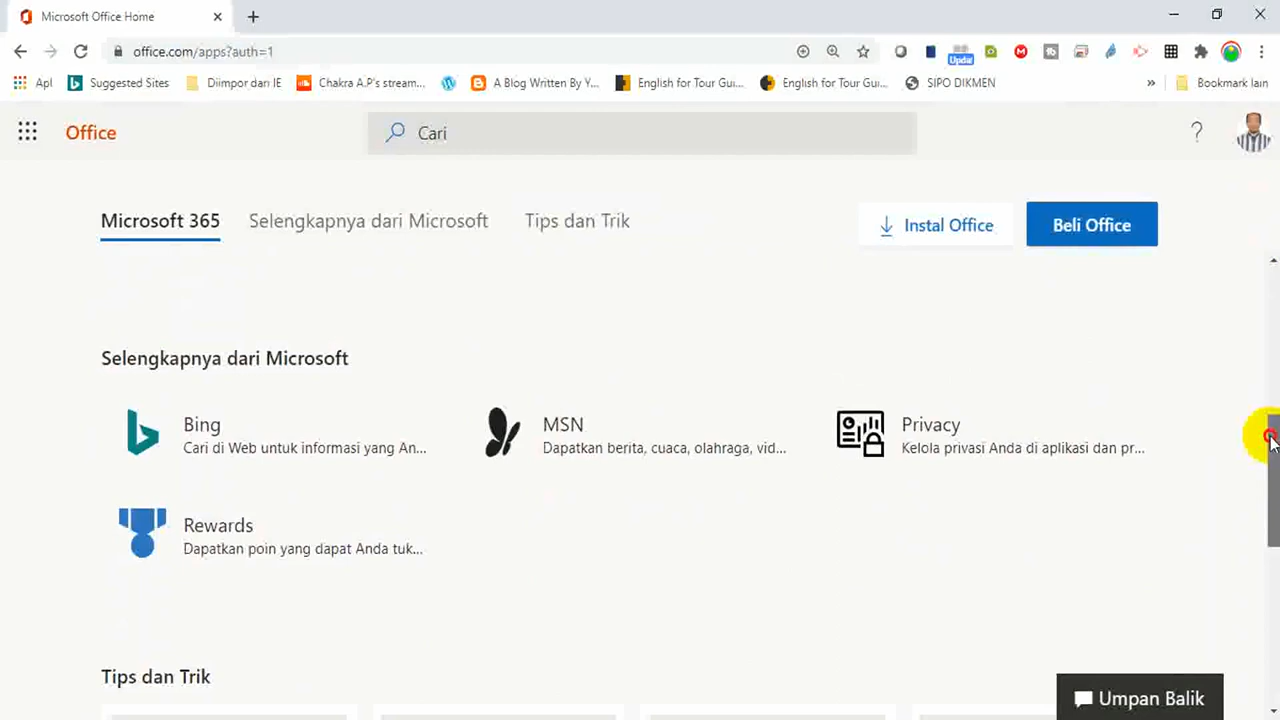 Microsoft Office Home
office.com/apps?auth=1
Updat
Apl
Suggested Sites
Diimpor dari IE
Chakra A.P's stream...
A Blog Written By Y...
English for Tour Gui...
English for Tour Gui...
SIPO DIKMEN
Bookmark lain
Office
Cari
Microsoft 365
Selengkapnya dari Microsoft
Tips dan Trik
Instal Office
Beli Office
Selengkapnya dari Microsoft
Bing
Cari di Web untuk informasi yang An...
MSN
Dapatkan berita, cuaca, olahraga, vid...
Privacy
Kelola privasi Anda di aplikasi dan pr...
Rewards
Dapatkan poin yang dapat Anda tuk...
Tips dan Trik
Umpan Balik